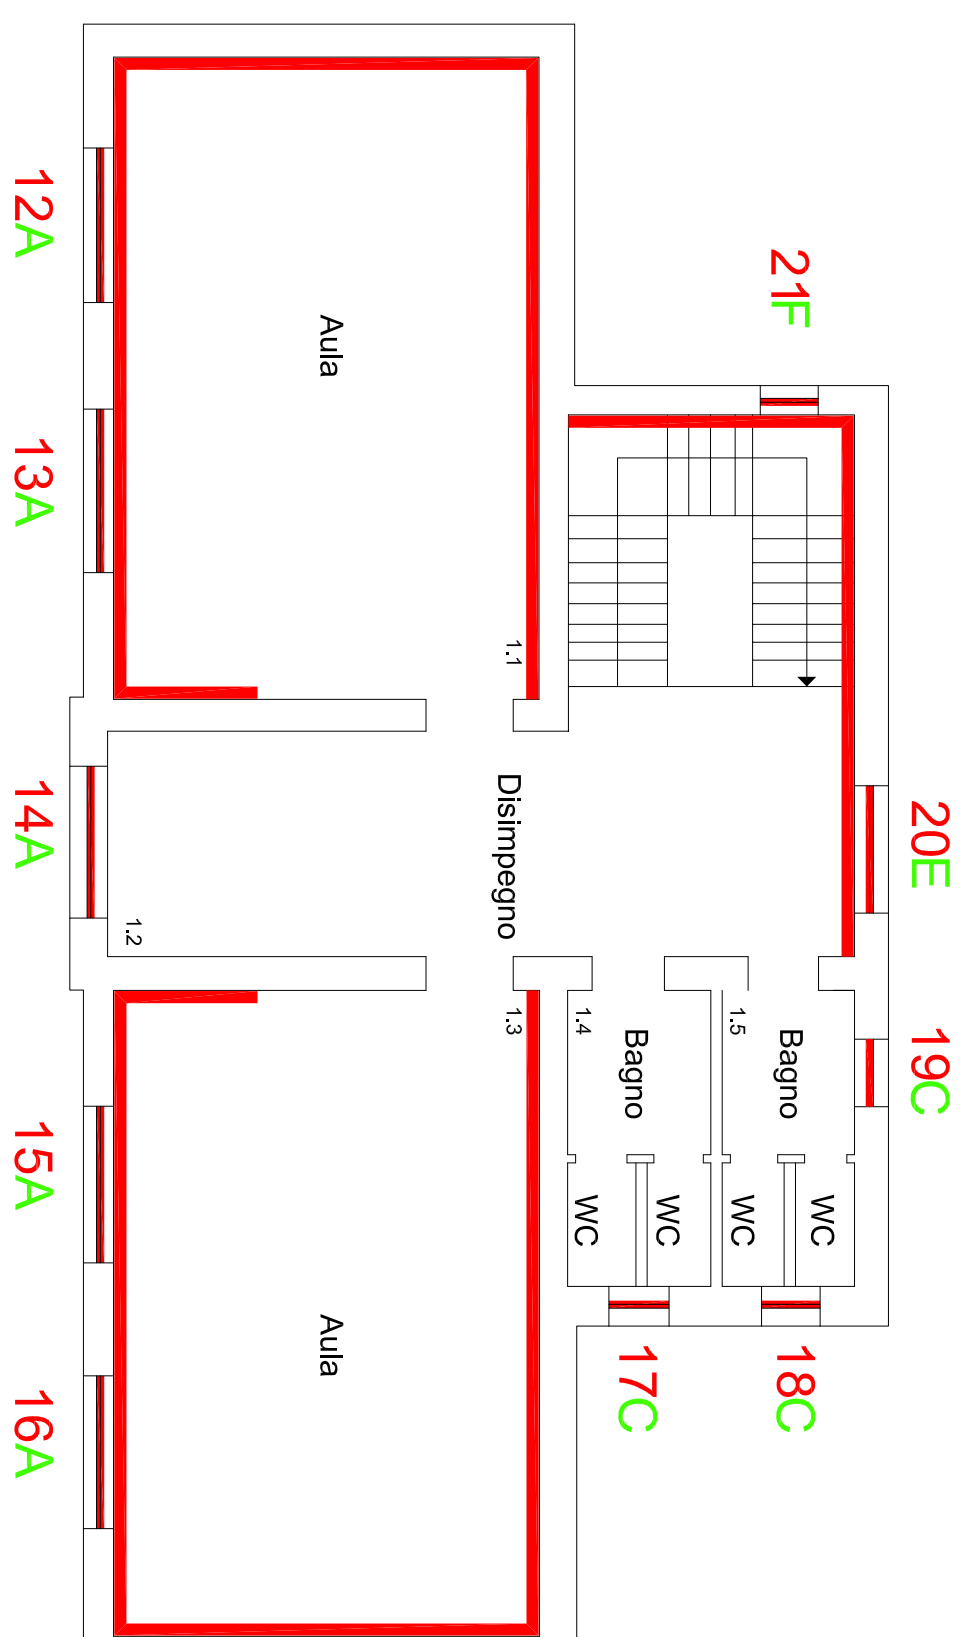 12A
13A
14A
15A
16A
Aula
1.1
21F
Disimpegno
1.2
20E
1.3
Aula
1.4
Bagno
1.5
Bagno
19C
WC
WC
WC
WC
17C
18C